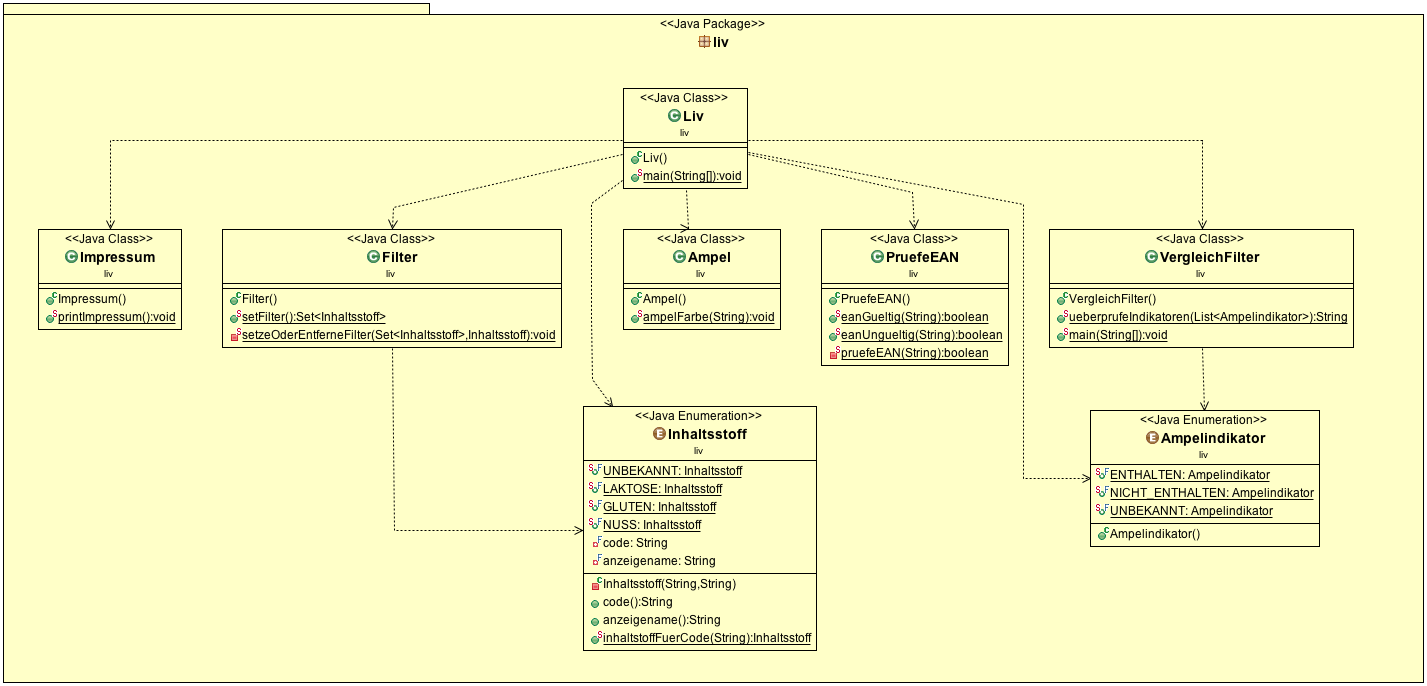 <<Java Package>>
liv
<<Java Class>>
Liv
liv
Liv()
main(String[]):void
<<Java Class>>
Impressum
liv
Impressum()
printImpressum():void
<<Java Class>>
Filter
liv
Filter()
setFilter():Set<Inhaltsstoff>
setzeOderEntferneFilter(Set<Inhaltsstoff>,Inhaltsstoff):void
<<Java Class>>
Ampel
liv
Ampel()
ampelFarbe(String):void
<<Java Class>>
PruefeEAN
liv
PruefeEAN()
eanGueltig(String):boolean
eanUngueltig(String):boolean
pruefeEAN(String):boolean
<<Java Class>>
VergleichFilter
liv
VergleichFilter()
ueberprufeIndikatoren(List<Ampelindikator>):String
main(String[]):void
<<Java Enumeration>>
Inhaltsstoff
liv
UNBEKANNT: Inhaltsstoff
LAKTOSE: Inhaltsstoff
GLUTEN: Inhaltsstoff
NUSS: Inhaltsstoff
code: String
anzeigename: String
Inhaltsstoff(String,String)
code():String
anzeigename():String
inhaltstoffFuerCode(String):Inhaltsstoff
<<Java Enumeration>>
Ampelindikator
liv
ENTHALTEN: Ampelindikator
NICHT_ENTHALTEN: Ampelindikator
UNBEKANNT: Ampelindikator
Ampelindikator()